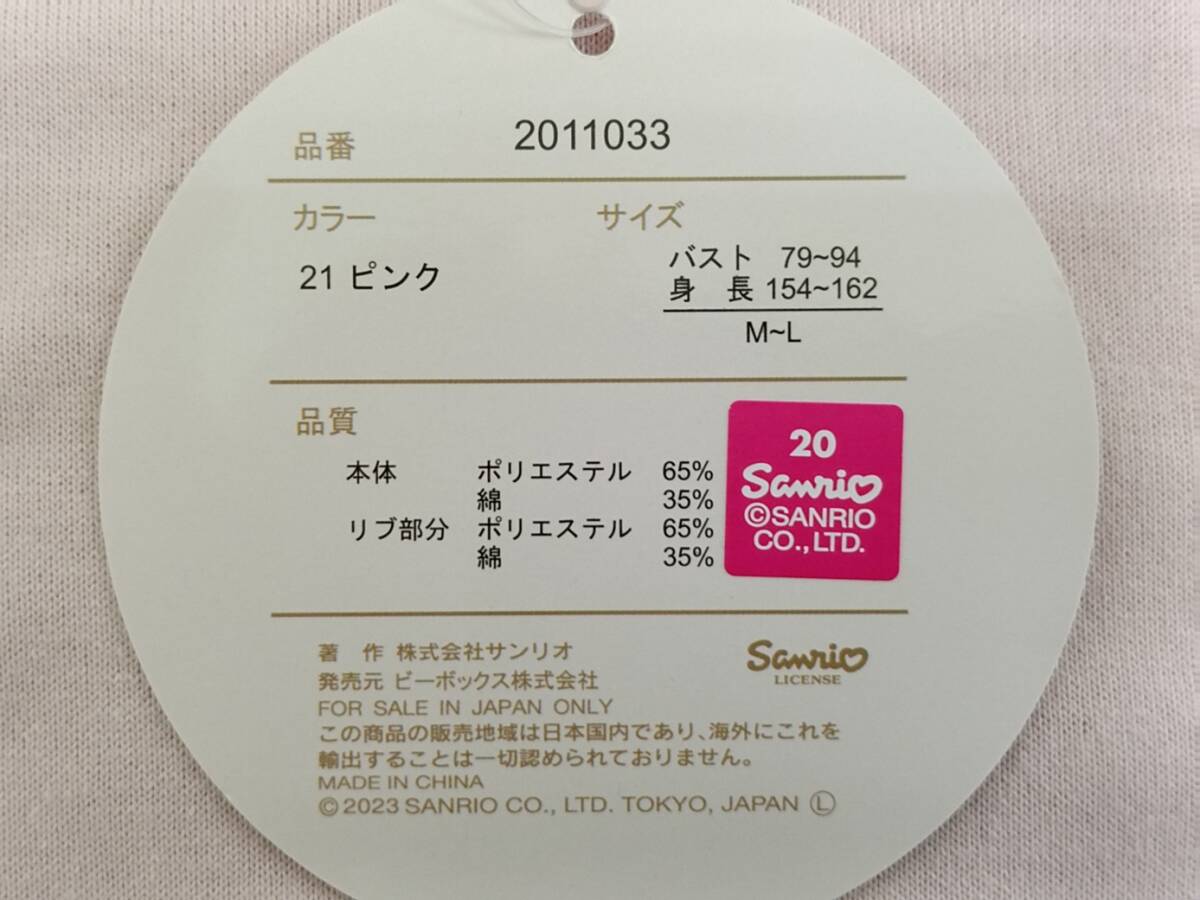 品番 2011033
カラー サイズ
21 ピンク
バスト 79~94
身 長 154~162
M~L
品質
本体 ポリエステル 65%
綿 35%
リブ部分 ポリエステル 65%
綿 35%
20
Sanrio
©SANRIO
CO.,LTD.
著 作 株式会社サンリオ
発売元 ビーボックス株式会社
Sanrio
LICENSE
FOR SALE IN JAPAN ONLY
この商品の販売地域は日本国内であり、海外にこれを
輸出することは一切認められておりません。
MADE IN CHINA
©2023 SANRIO CO., LTD. TOKYO, JAPAN Ⓛ